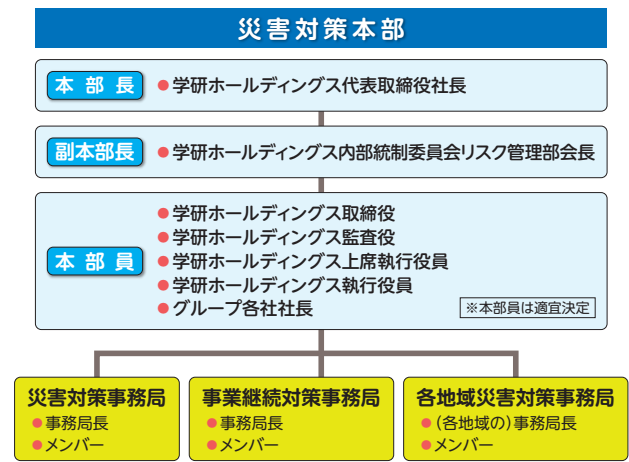 災害対策本部
本部長 ●学研ホールディングス代表取締役社長
副本部長 ●学研ホールディングス内部統制委員会リスク管理部会長
●学研ホールディングス取締役
●学研ホールディングス監査役
本部員 ●学研ホールディングス上席執行役員
●学研ホールディングス執行役員
●グループ各社社長 ※本部員は適宜決定
災害対策事務局
●事務局長
●メンバー
事業継続対策事務局
●事務局長
●メンバー
各地域災害対策事務局
●(各地域の)事務局長
●メンバー